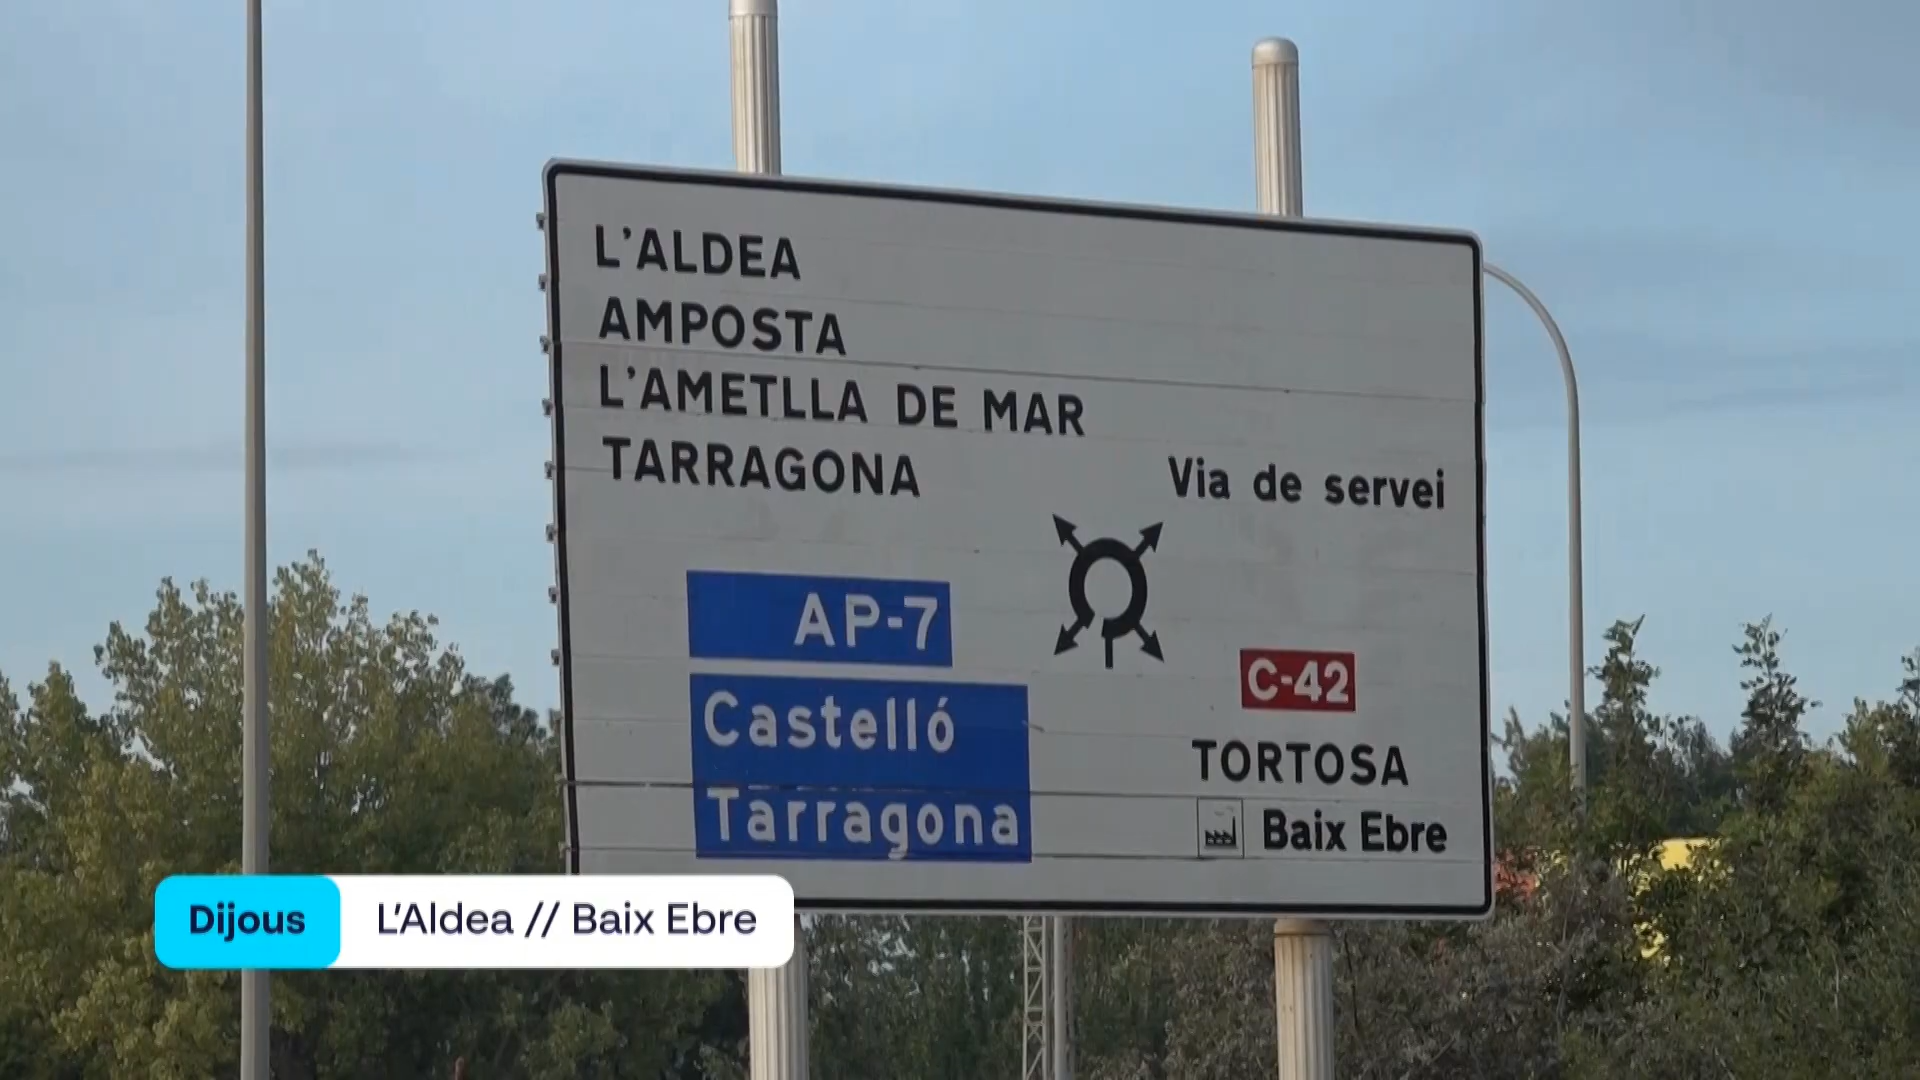 L'ALDEA
AMPOSTA
L'AMETLLA DE MAR
TARRAGONA
Via de servei
AP-7
Castelló
Tarragona
C-42
TORTOSA
Baix Ebre
Dijous L'Aldea // Baix Ebre